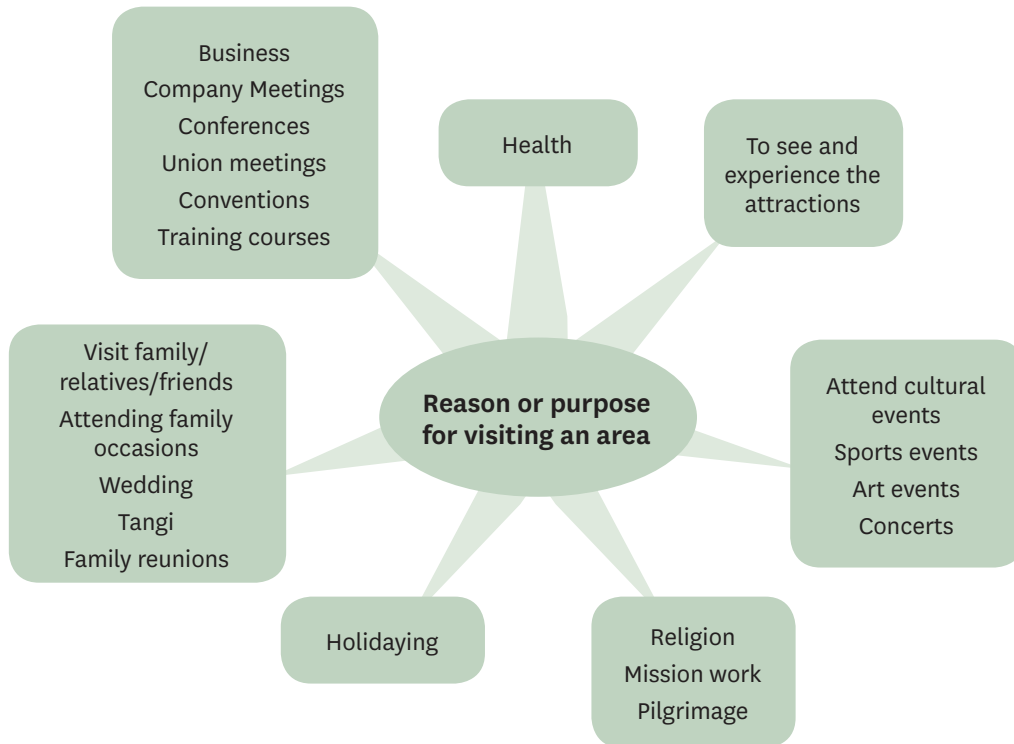 Business
Company Meetings
Conferences
Union meetings
Conventions
Training courses
Health
To see and
experience the
attractions
Visit family/
relatives/friends
Attending family
occasions
Wedding
Tangi
Family reunions
Reason or purpose
for visiting an area
Attend cultural
events
Sports events
Art events
Concerts
Holidaying
Religion
Mission work
Pilgrimage